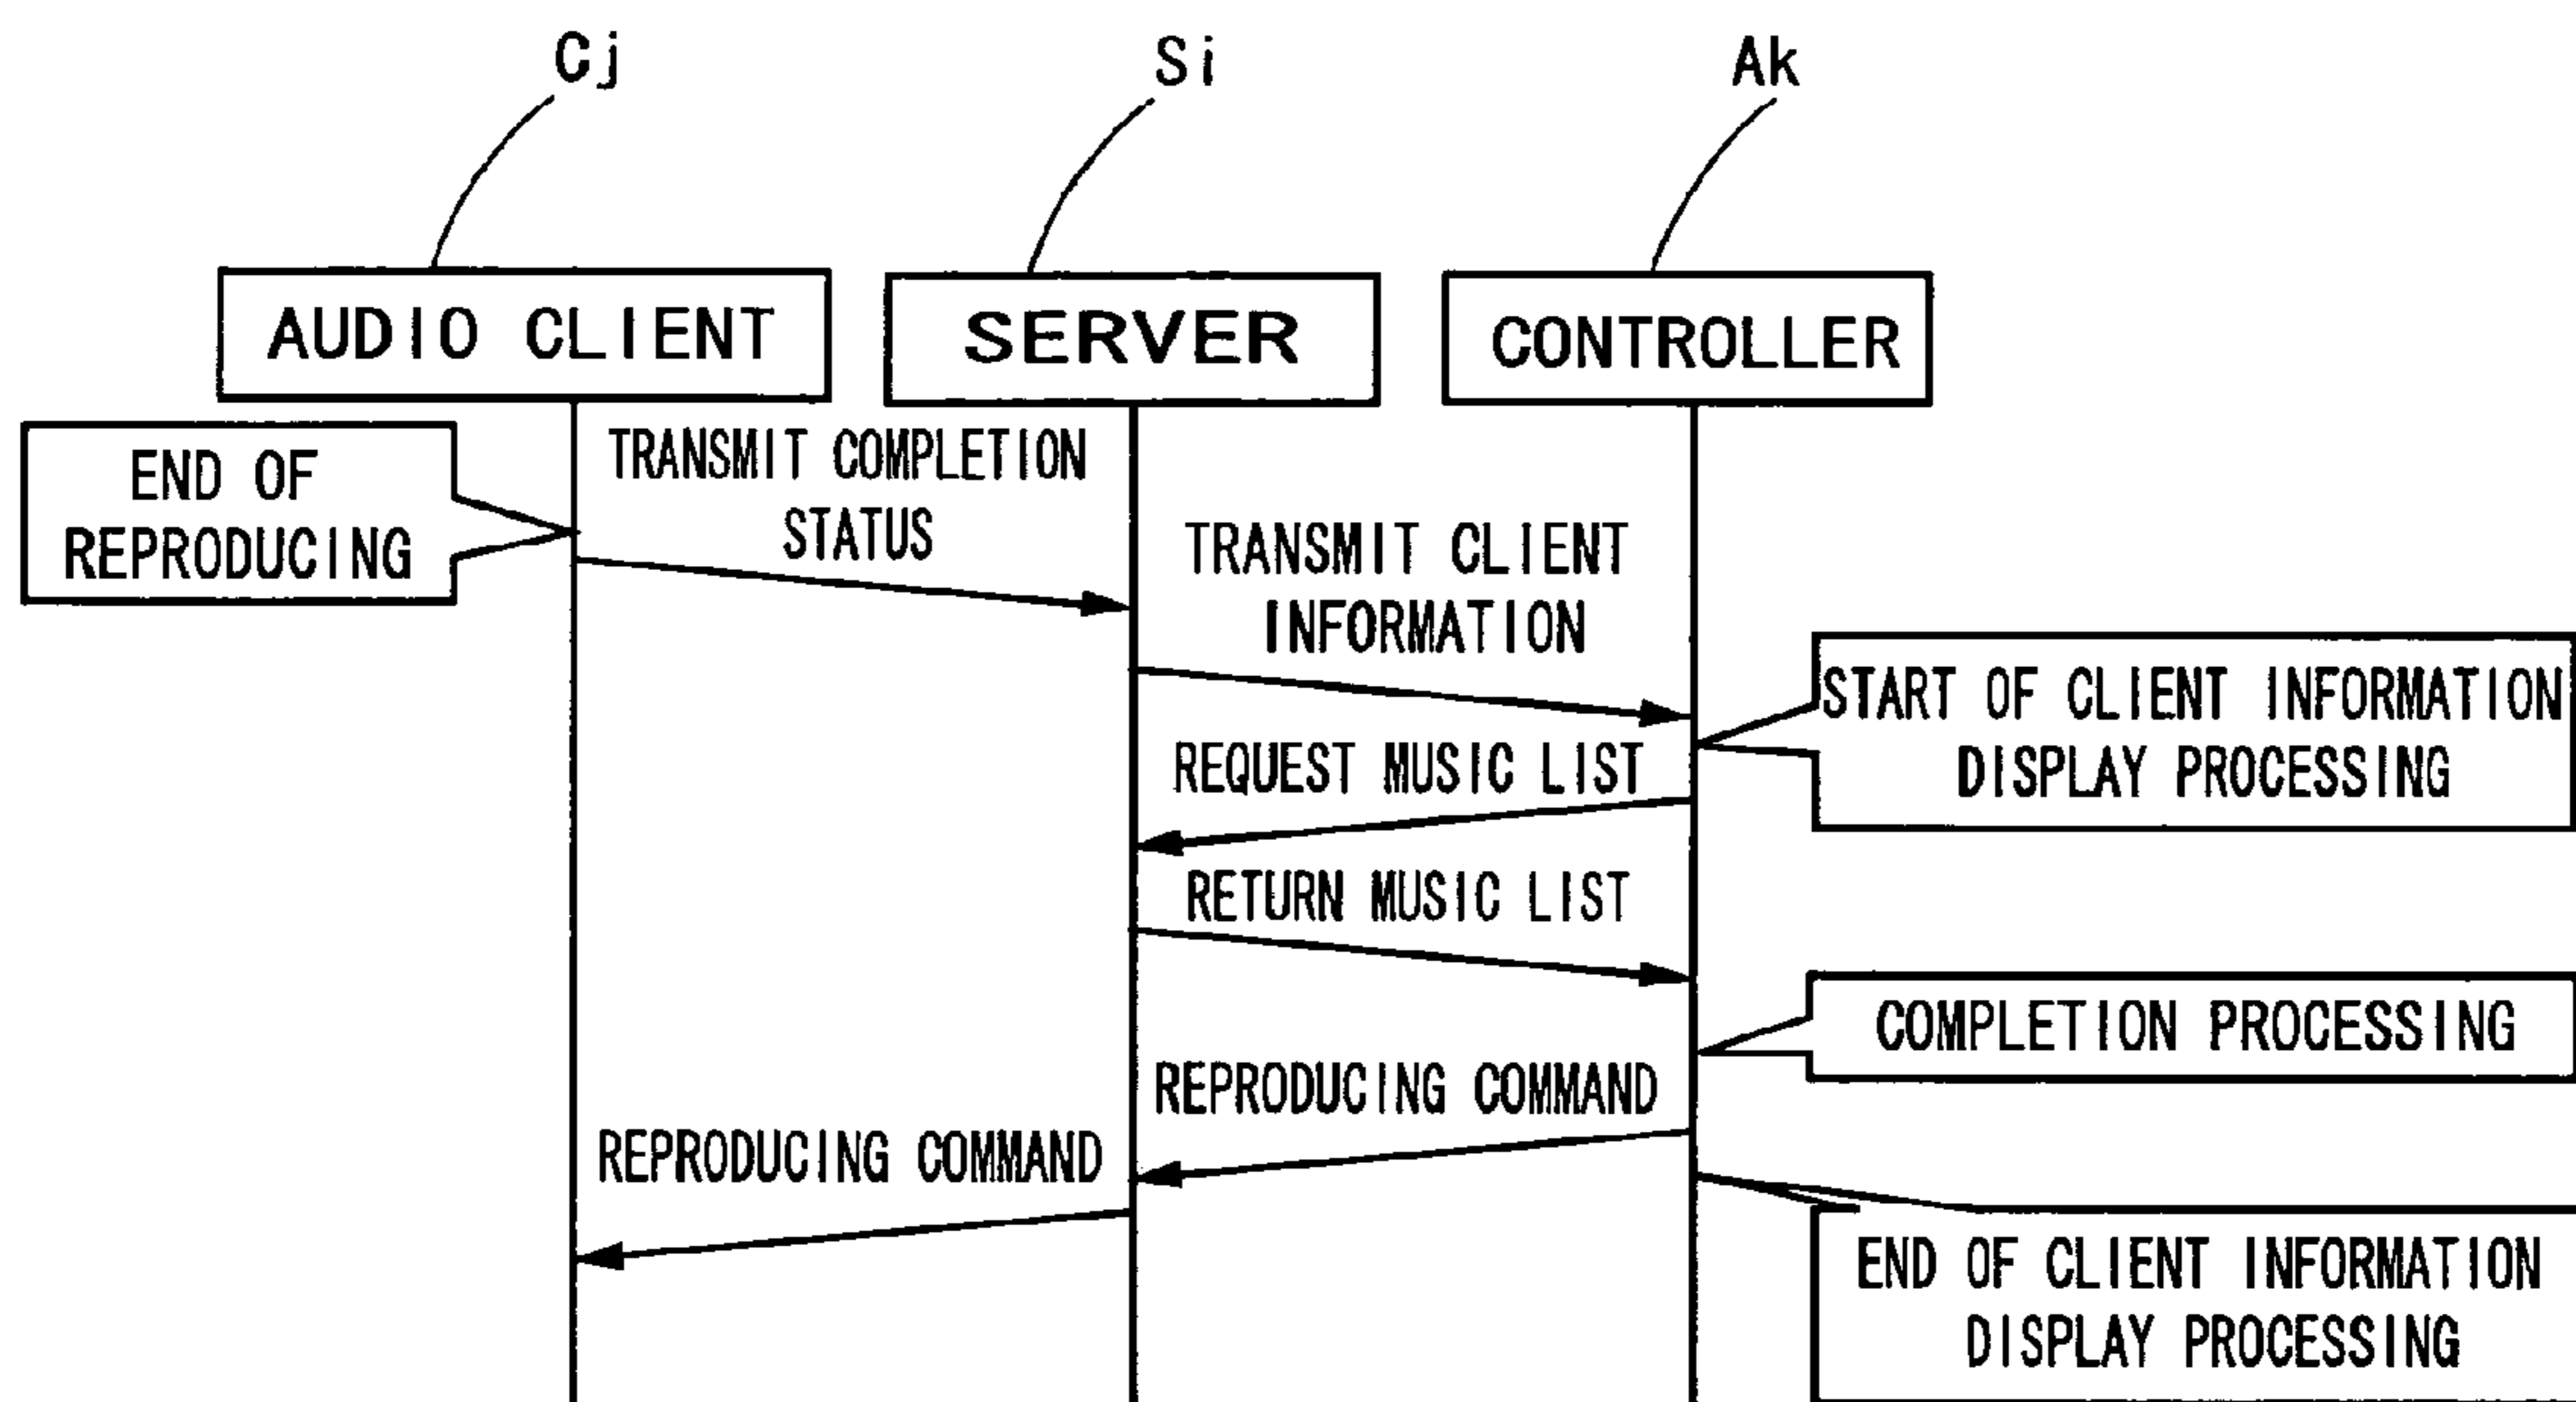 Cj
Si
Ak
AUDIO CLIENT
SERVER
CONTROLLER
END OF
REPRODUCING
TRANSMIT COMPLETION
STATUS
TRANSMIT CLIENT
INFORMATION
START OF CLIENT INFORMATION
DISPLAY PROCESSING
REQUEST MUSIC LIST
RETURN MUSIC LIST
COMPLETION PROCESSING
REPRODUCING COMMAND
REPRODUCING COMMAND
END OF CLIENT INFORMATION
DISPLAY PROCESSING